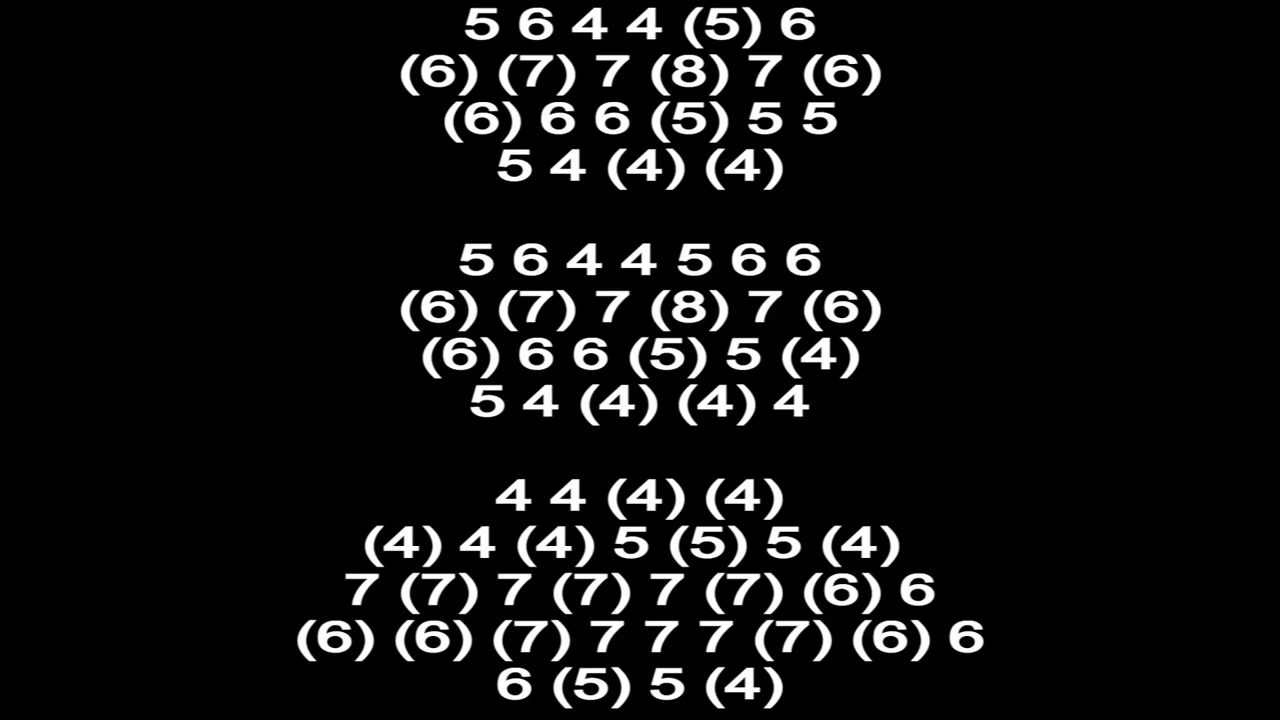 5 6 4 4 (5) 6
(6) (7) 7 (8) 7 (6)
(6) 6 6 (5) 5 5
5 4 (4) (4)
5 6 4 4 5 6 6
(6) (7) 7 (8) 7 (6)
(6) 6 6 (5) 5 (4)
5 4 (4) (4) 4
4 4 (4) (4)
(4) 4 (4) 5 (5) 5 (4)
7 (7) 7 (7) 7 (7) (6) 6
(6) (6) (7) 7 7 7 (7) (6) 6
6 (5) 5 (4)